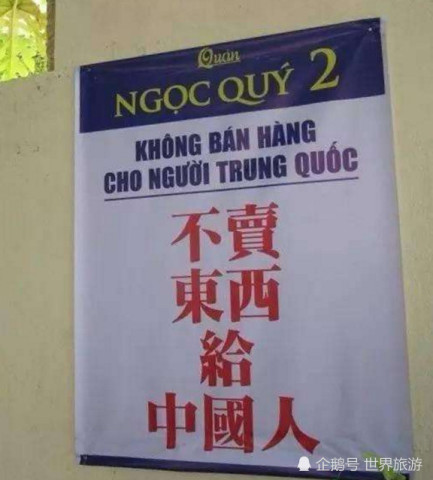 Quán
NGỌC QUÝ 2
KHÔNG BÁN HÀNG
CHO NGƯỜI TRUNG QUỐC
不賣
東西
給
中國人
企鹅号 世界旅游